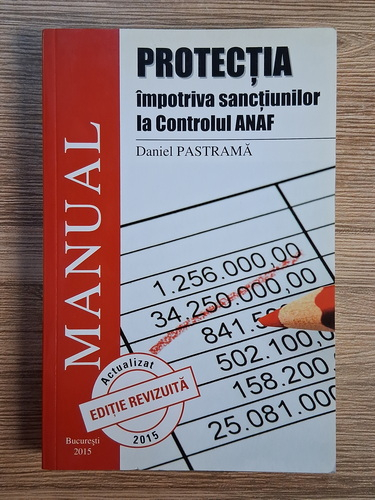 PROTECȚIA
împotriva sancțiunilor
la Controlul ANAF
Daniel PASTRAMĂ
MANUAL
1.256.000,00
34.250.000,00
841.5
502.100,
158.200
25.081.000
Actualizat
EDIȚIE REVIZUITĂ
2015
București
2015